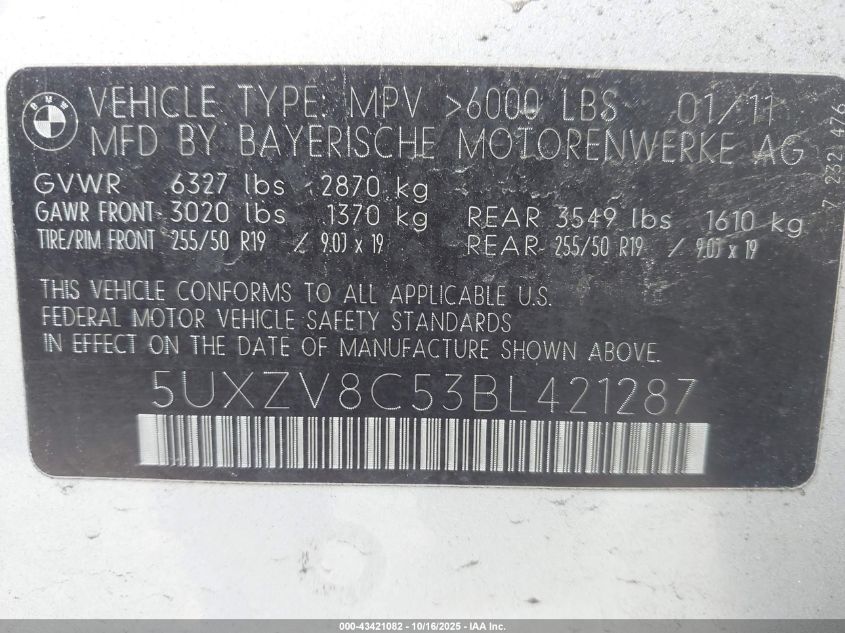 BMW
VEHICLE TYPE: MPV >6000 LBS 01/11
MFD BY BAYERISCHE MOTORENWERKE AG
GVWR 6327 lbs 2870 kg
GAWR FRONT 3020 lbs 1370 kg REAR 3549 lbs 1610 kg
TIRE/RIM FRONT 255/50 R19 / 9.0J x 19 REAR 255/50 R19 / 9.0J x 19
THIS VEHICLE CONFORMS TO ALL APPLICABLE U.S.
FEDERAL MOTOR VEHICLE SAFETY STANDARDS
IN EFFECT ON THE DATE OF MANUFACTURE SHOWN ABOVE.
5UXZV8C53BL421287
7 232 476
000-43421082 - 10/16/2025 - IAA Inc.